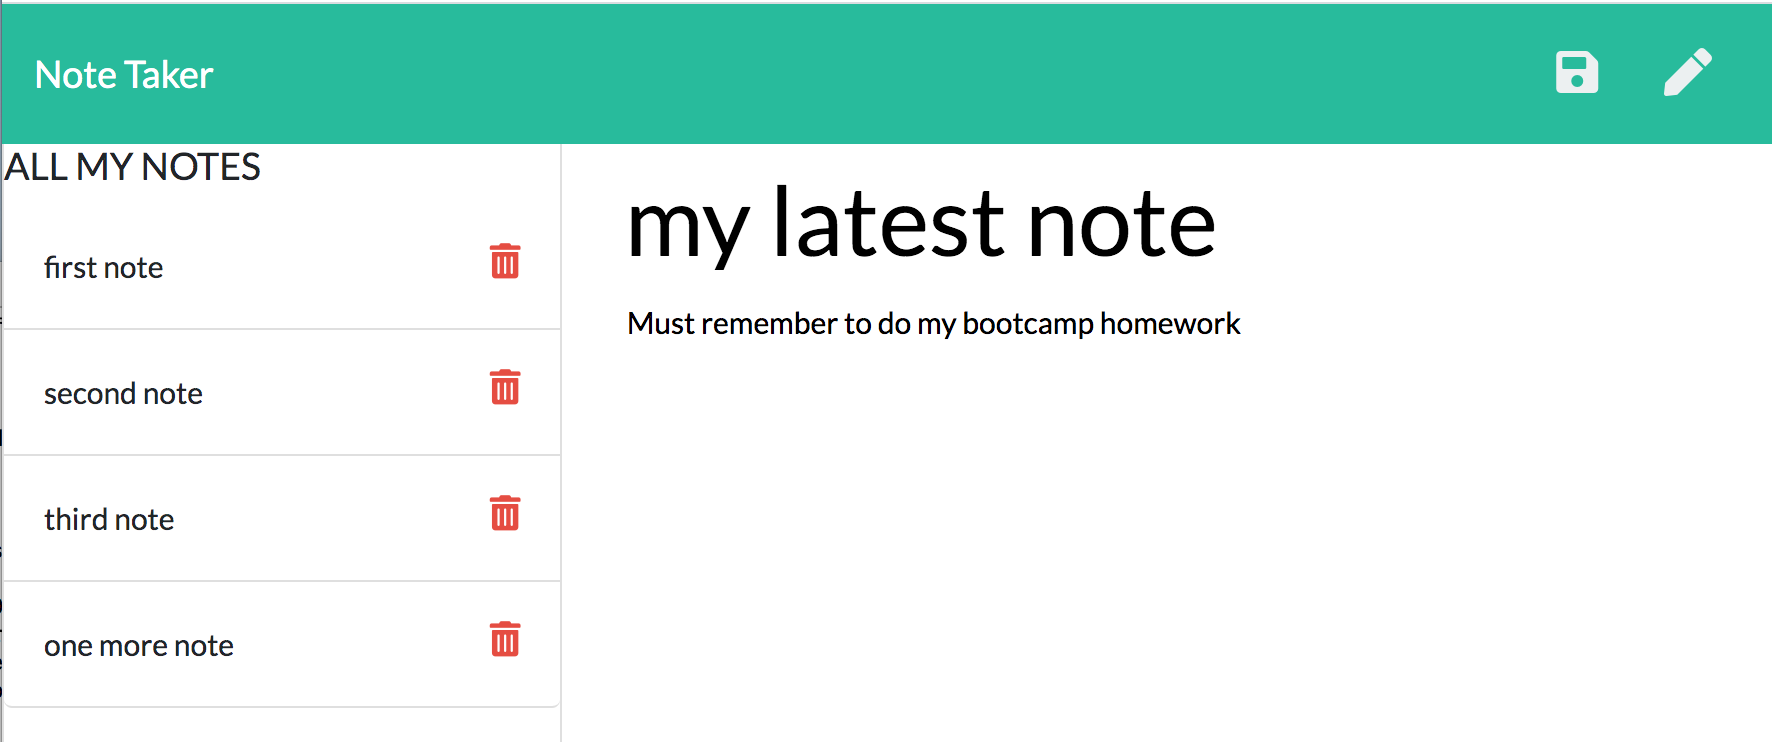 Note Taker
ALL MY NOTES
first note
second note
third note
one more note
my latest note
Must remember to do my bootcamp homework